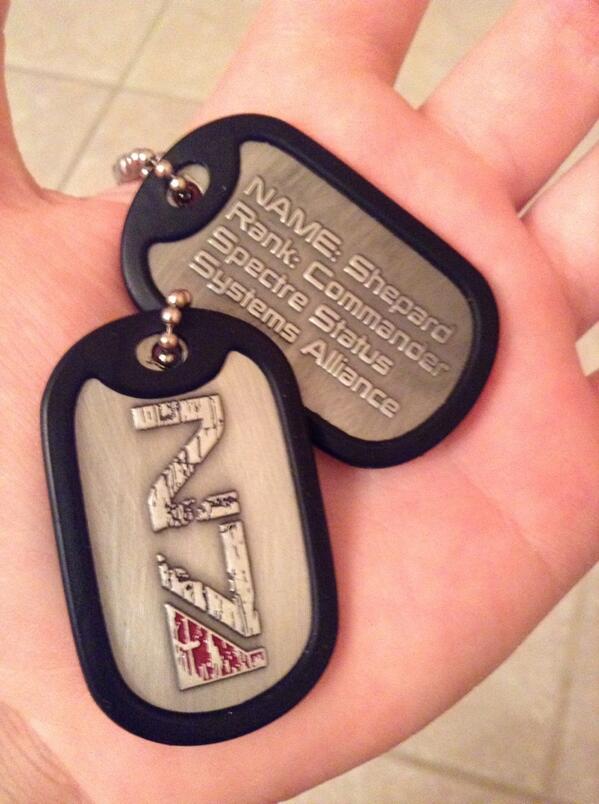 NAME: Shepard
Rank: Commander
Spectre Status
Systems Alliance
N7